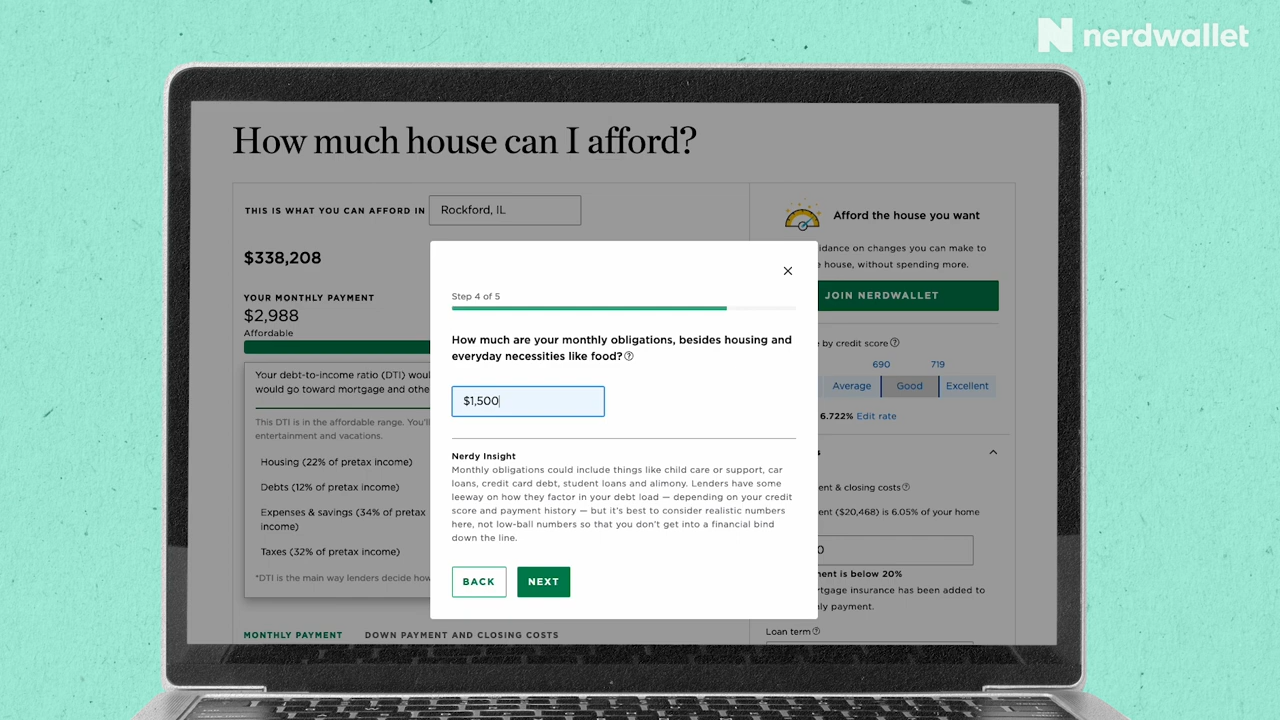 nerdwallet
How much house can I afford?
THIS IS WHAT YOU CAN AFFORD IN
Rockford, IL
$338,208
YOUR MONTHLY PAYMENT
$2,988
Affordable
Your debt-to-income ratio (DTI)
would go toward mortgage and
This DTI is in the affordable range.
entertainment and vacations.
Housing (22% of pretax income)
Debts (12% of pretax income)
Expenses & savings (34% of pretax
income)
Taxes (32% of pretax income)
*DTI is the main way lenders decide
MONTHLY PAYMENT
DOWN PAYMENT AND CLOSING COSTS
Step 4 of 5
How much are your monthly obligations, besides housing and
everyday necessities like food?
$1,500
Nerdy Insight
Monthly obligations could include things like child care or support, car
loans, credit card debt, student loans and alimony. Lenders have some
leeway on how they factor in your debt load — depending on your credit
score and payment history — but it's best to consider realistic numbers
here, not low-ball numbers so that you don't get into a financial bind
down the line.
BACK
NEXT
Afford the house you want
on changes you can make to
house, without spending more.
JOIN NERDWALLET
by credit score
690
719
Average
Good
Excellent
6.722% Edit rate
& closing costs
($20,468) is 6.05% of your home
is below 20%
insurance has been added to
payment.
Loan term